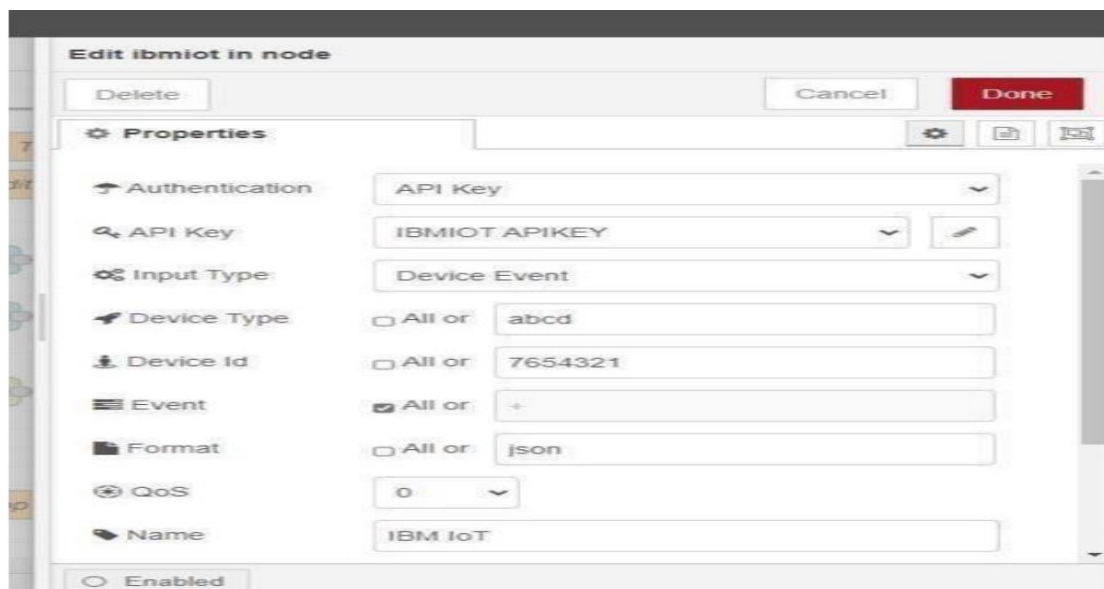 Edit ibmiot in node
Delete Cancel Done
Properties
Authentication API Key
API Key IBMIOT APIKEY
Input Type Device Event
Device Type All or abcd
Device Id All or 7654321
Event All or +
Format All or json
QoS 0
Name IBM IoT
Enabled